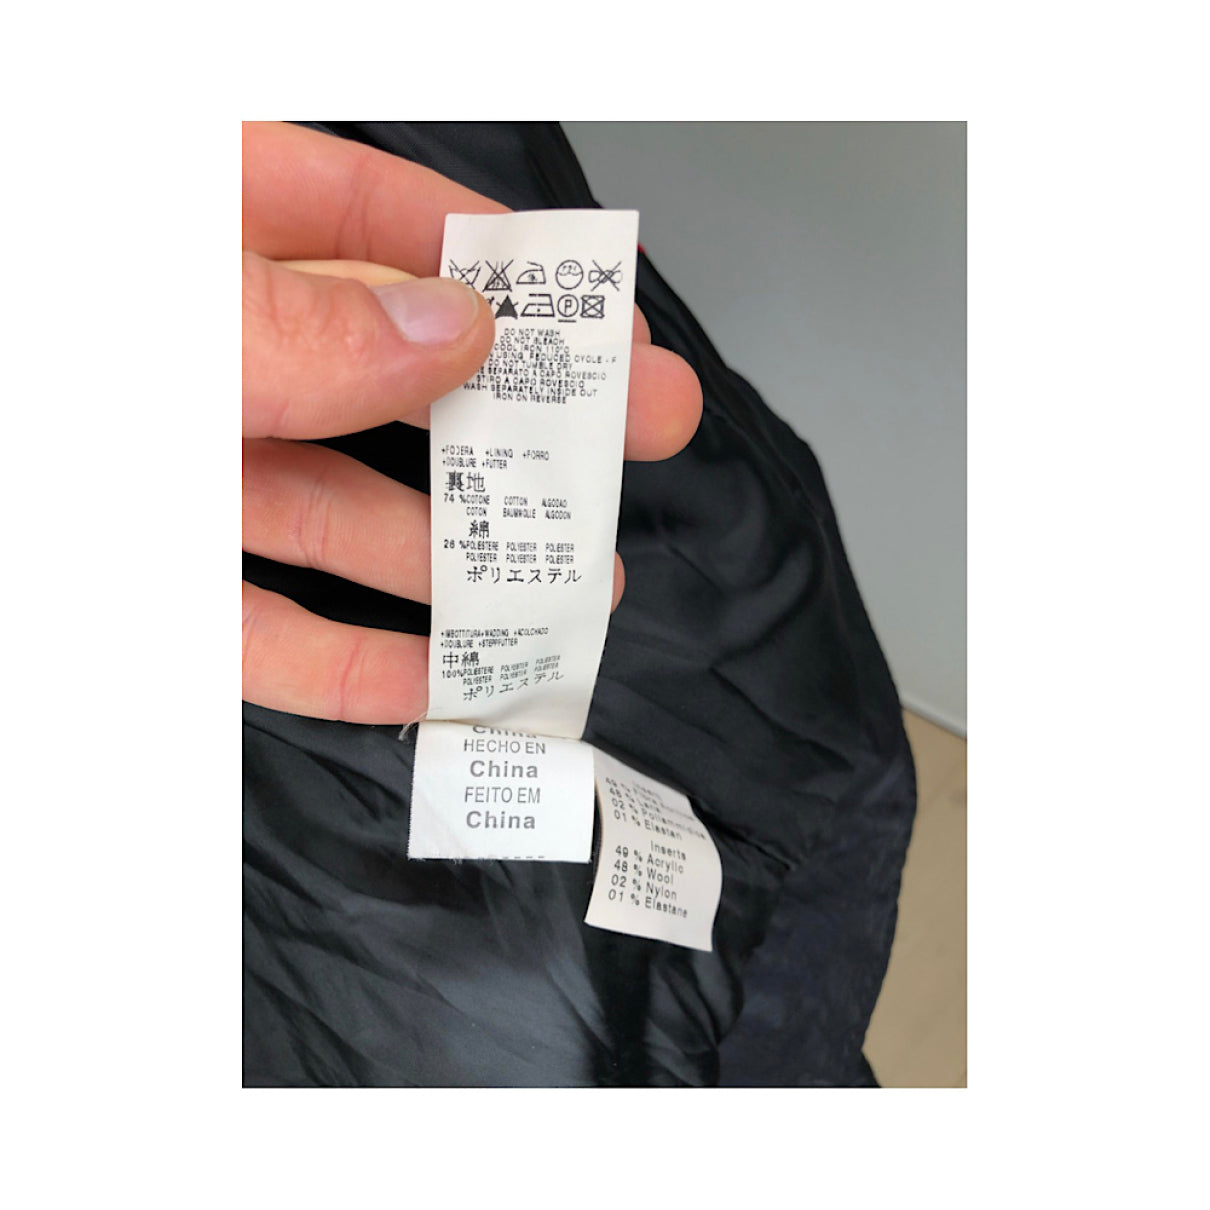 DO NOT WASH
DO NOT BLEACH
COOL IRON 110°C
USING REDUCED CYCLE - F
DO NOT TUMBLE DRY
SEPARATO A CAPO ROVESCIO
STIRO A CAPO ROVESCIO
WASH SEPARATELY INSIDE OUT
IRON ON REVERSE
+FODERA +LINING +FORRO
+DOUBLURE +FUTTER
裏地
74 %COTONE COTTON ALGODAO
COTON BAUMWOLLE ALGODON
綿
26 %POLIESTERE POLYESTER POLIESTER
POLYESTER POLYESTER POLIESTER
ポリエステル
+IMBOTTITURA+WADDING +ACOLCHADO
+DOUBLURE +STEPPFUTTER
中綿
100%POLIESTERE POLYESTER POLIESTER
POLYESTER POLYESTER POLIESTER
ポリエステル
China
HECHO EN
China
FEITO EM
China
02 % Poliammidica
01 % Elastan
Inserts
49 % Acrylic
48 % Wool
02 % Nylon
01 % Elastane